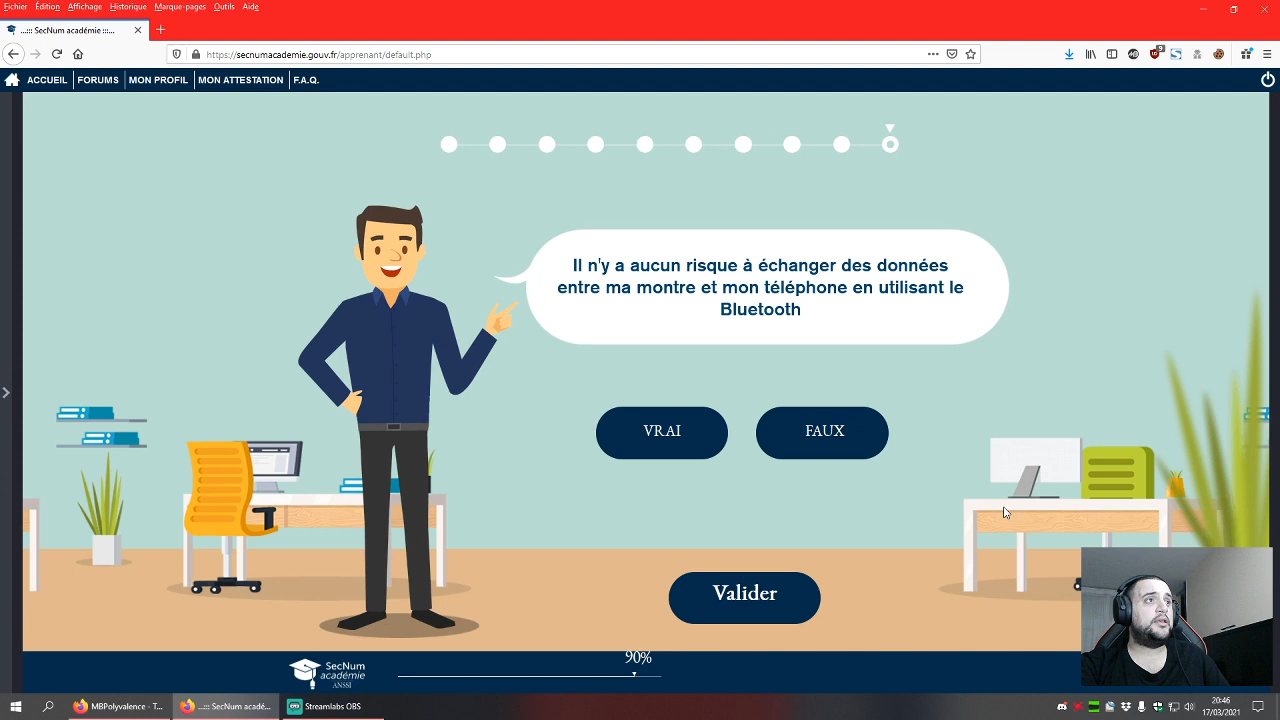 Fichier Édition Affichage Historique Marque-pages Outils Aide
...:: SecNum académie :::...
https://secnumacademie.gouv.fr/apprenant/default.php
ACCUEIL FORUMS MON PROFIL MON ATTESTATION F.A.Q.
Il n'y a aucun risque à échanger des données
entre ma montre et mon téléphone en utilisant le
Bluetooth
VRAI FAUX
Valider
90%
SecNum
académie
ANSSI
MBPolyvalence - T...
...::: SecNum acadé...
Streamlabs OBS
20:46
17/03/2021